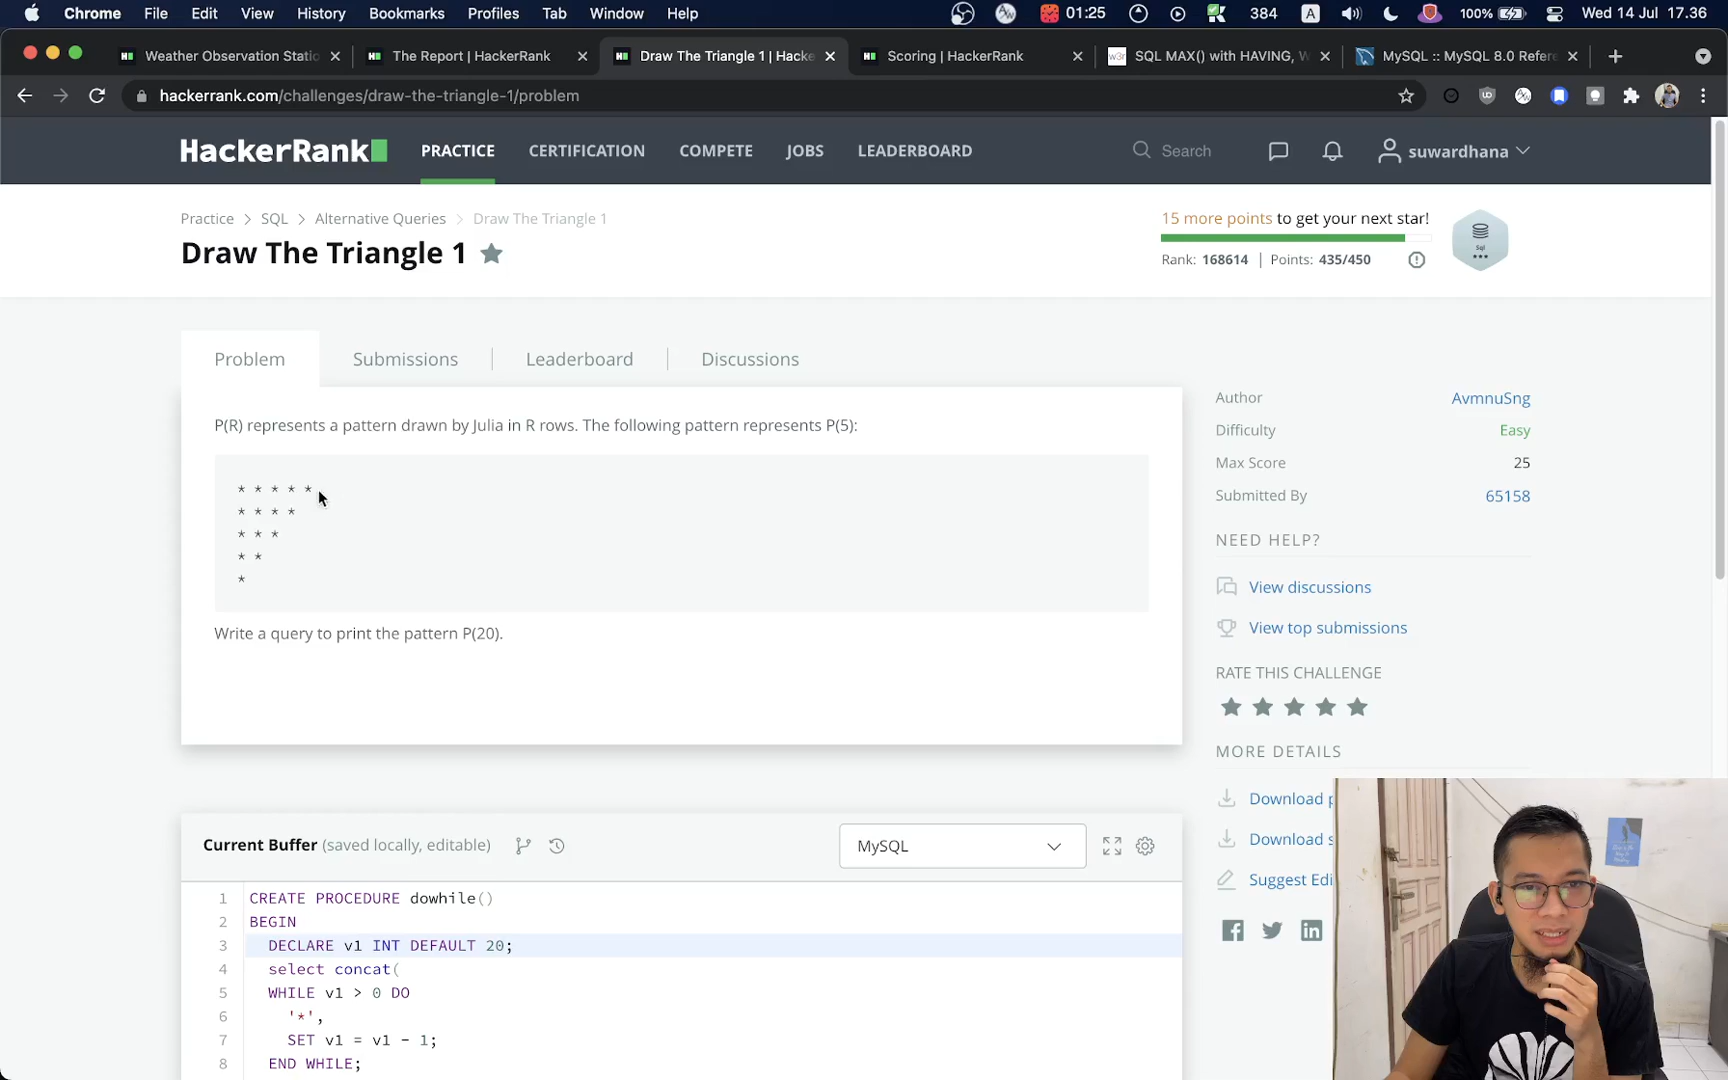 Chrome File Edit View History Bookmarks Profiles Tab Window Help 01:25 384 A 100% Wed 14 Jul 17.36
Weather Observation Statio The Report | HackerRank Draw The Triangle 1 | Hacke Scoring | HackerRank SQL MAX() with HAVING, W MySQL :: MySQL 8.0 Refere
hackerrank.com/challenges/draw-the-triangle-1/problem
HackerRank PRACTICE CERTIFICATION COMPETE JOBS LEADERBOARD Search suwardhana
Practice > SQL > Alternative Queries > Draw The Triangle 1
15 more points to get your next star!
Draw The Triangle 1
Rank: 168614 | Points: 435/450
Sql
Problem Submissions Leaderboard Discussions
P(R) represents a pattern drawn by Julia in R rows. The following pattern represents P(5):
* * * * *
* * * *
* * *
* *
*
Write a query to print the pattern P(20).
Author AvmnuSng
Difficulty Easy
Max Score 25
Submitted By 65158
NEED HELP?
View discussions
View top submissions
RATE THIS CHALLENGE
MORE DETAILS
Download p
Download s
Suggest Edi
Current Buffer (saved locally, editable) MySQL
1 CREATE PROCEDURE dowhile()
2 BEGIN
3 DECLARE v1 INT DEFAULT 20;
4 select concat(
5 WHILE v1 > 0 DO
6 '*',
7 SET v1 = v1 - 1;
8 END WHILE;